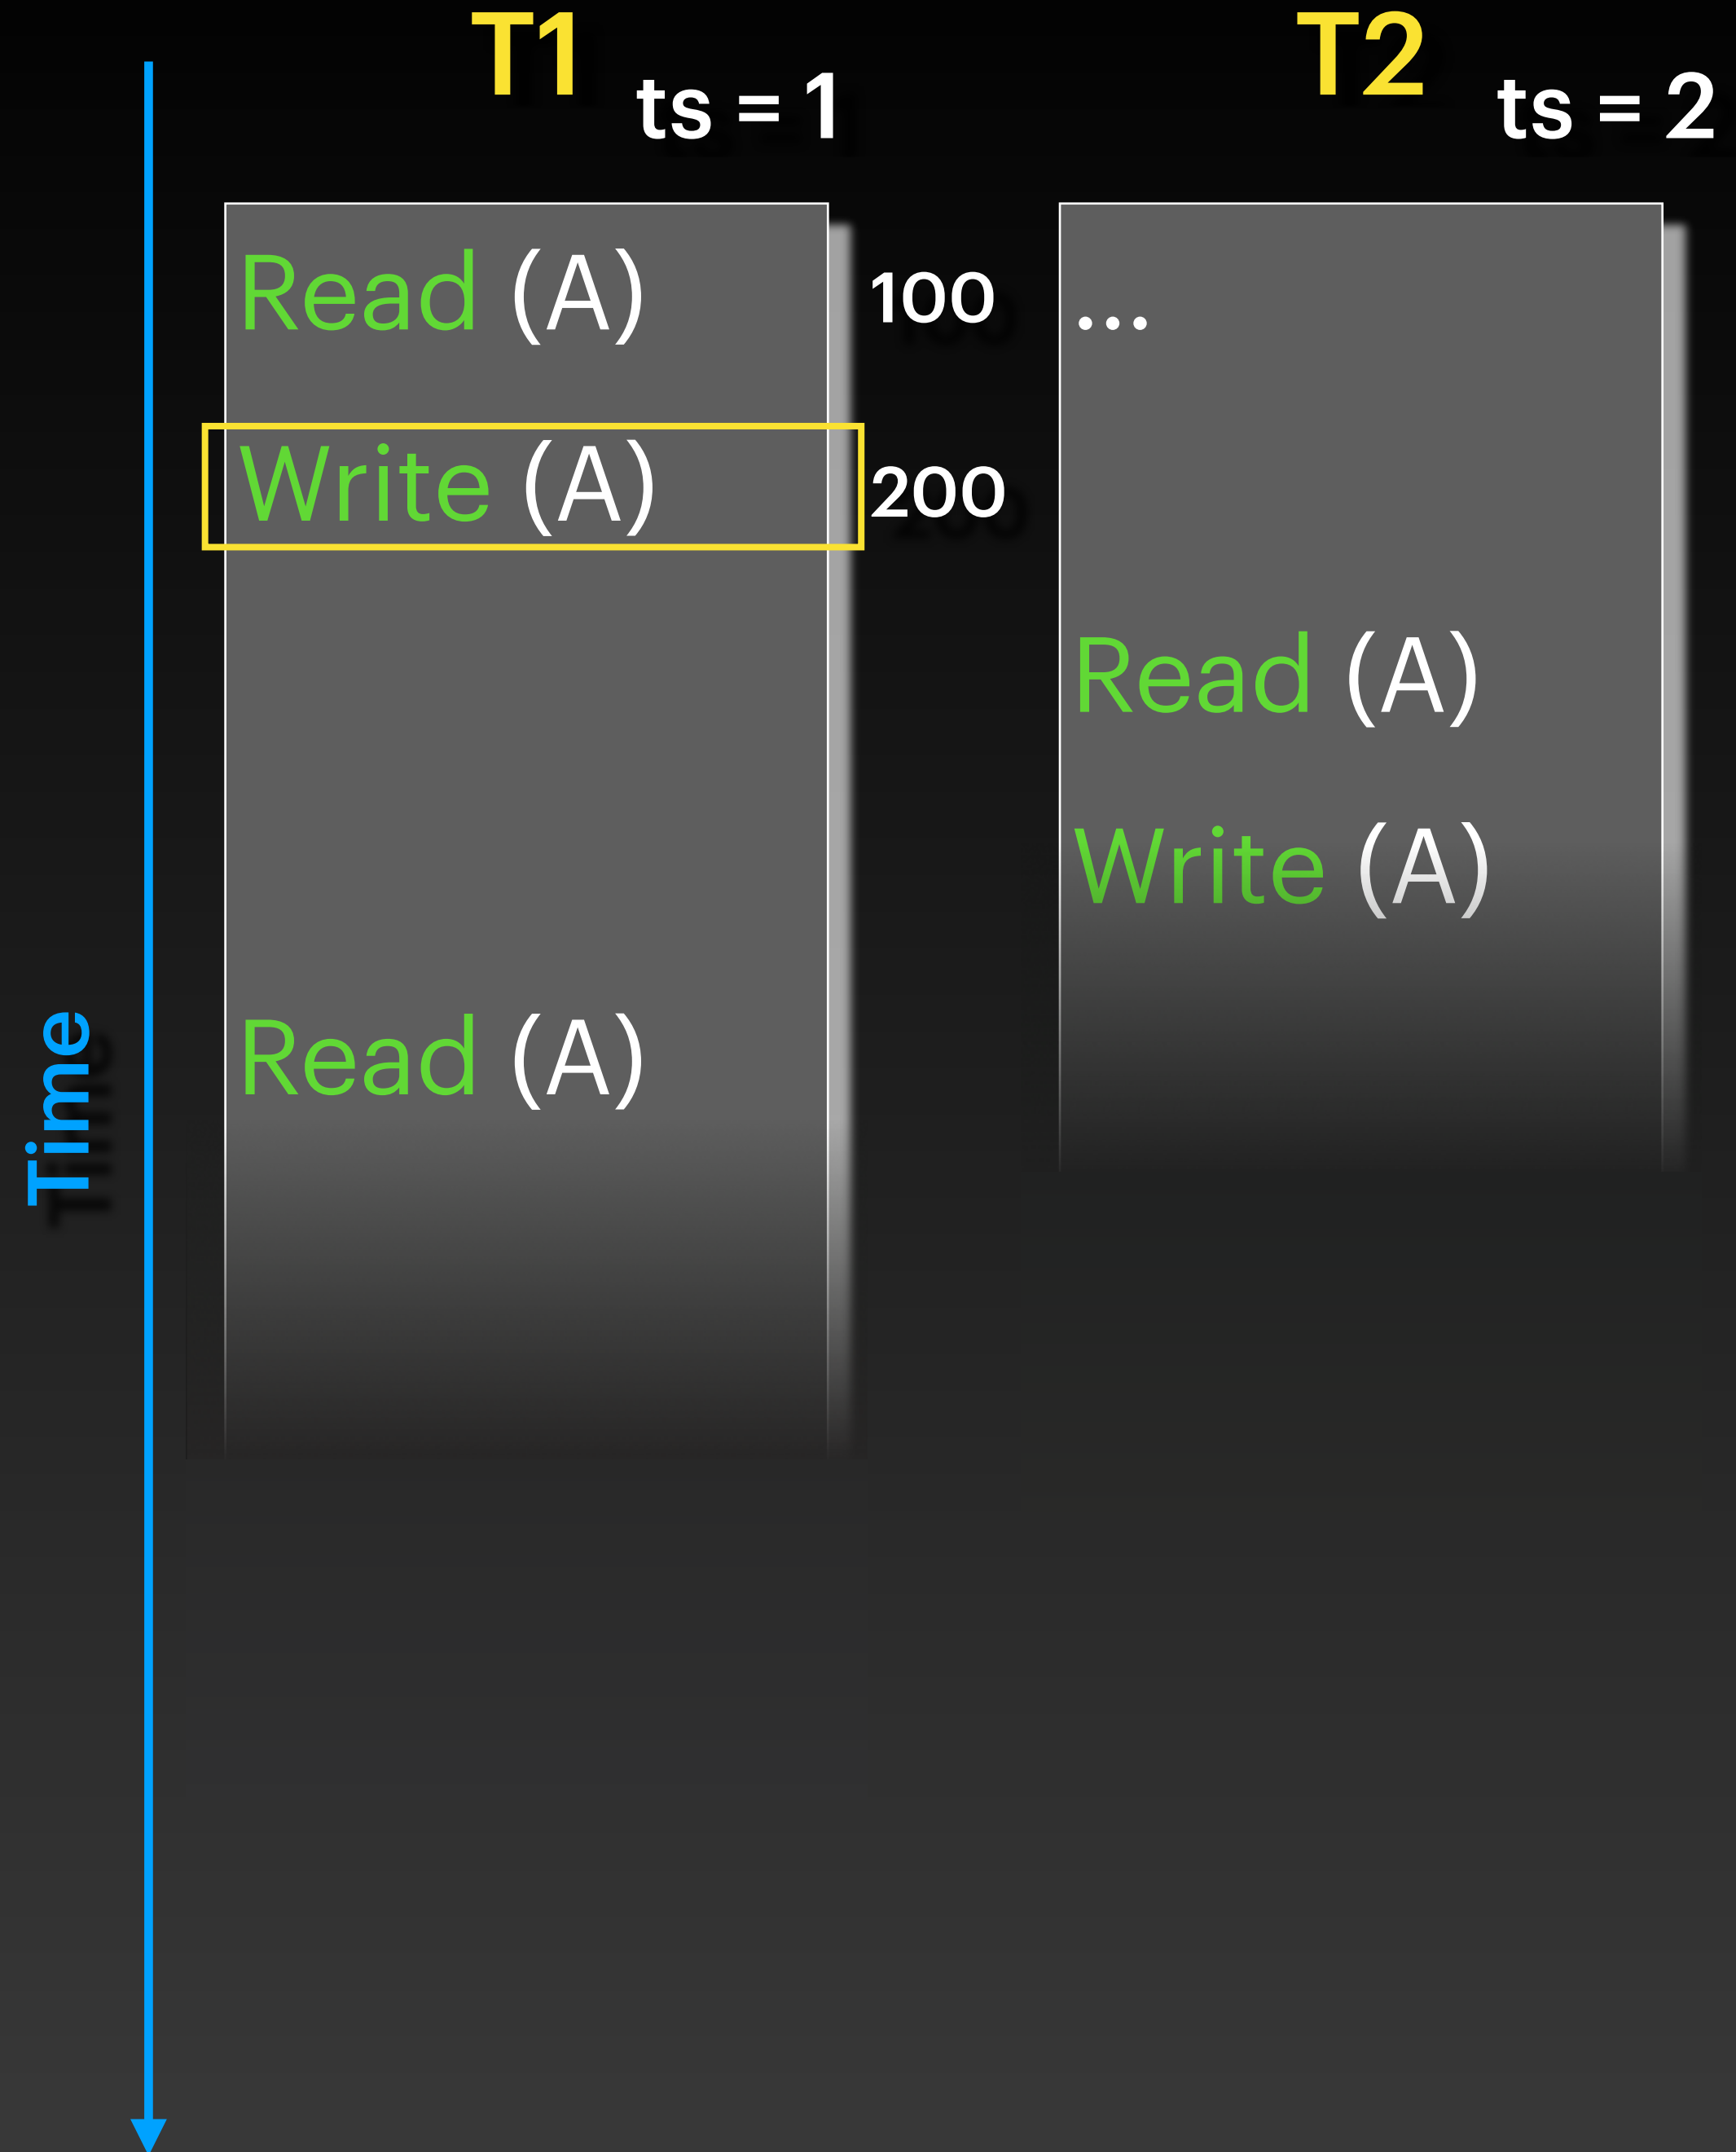 T1
ts = 1
T2
ts = 2
Read (A)
100
...
Write (A)
200
Read (A)
Write (A)
Read (A)
Time